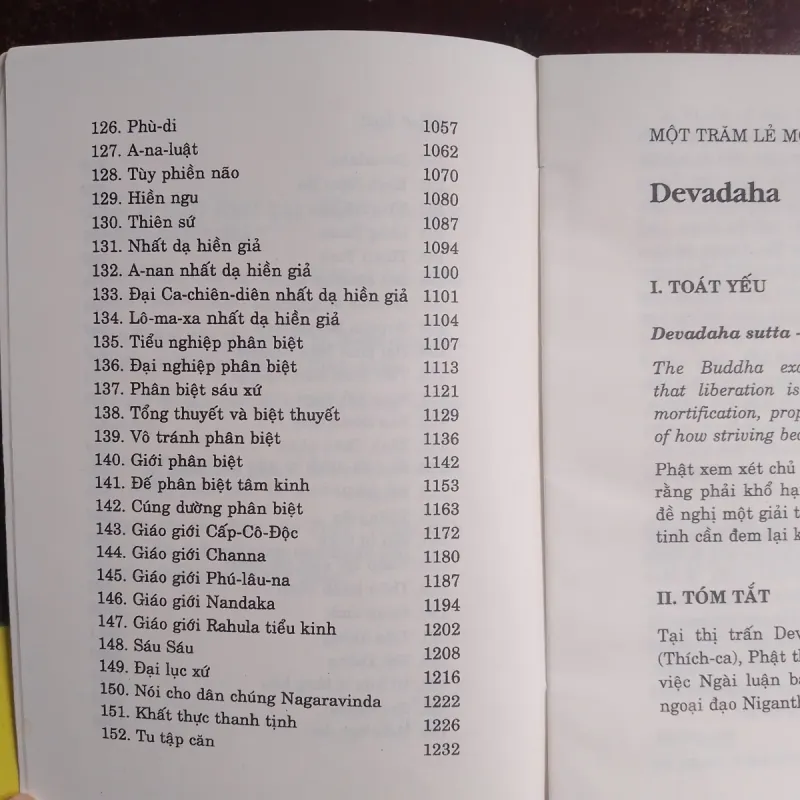 126. Phù-di 1057
127. A-na-luật 1062
128. Tùy phiền não 1070
129. Hiền ngu 1080
130. Thiên sứ 1087
131. Nhất dạ hiền giả 1094
132. A-nan nhất dạ hiền giả 1100
133. Đại Ca-chiên-diên nhất dạ hiền giả 1101
134. Lô-ma-xa nhất dạ hiền giả 1104
135. Tiểu nghiệp phân biệt 1107
136. Đại nghiệp phân biệt 1113
137. Phân biệt sáu xứ 1121
138. Tổng thuyết và biệt thuyết 1129
139. Vô tránh phân biệt 1136
140. Giới phân biệt 1142
141. Đế phân biệt tâm kinh 1153
142. Cúng dường phân biệt 1163
143. Giáo giới Cấp-Cô-Độc 1172
144. Giáo giới Channa 1180
145. Giáo giới Phú-lâu-na 1187
146. Giáo giới Nandaka 1194
147. Giáo giới Rahula tiểu kinh 1202
148. Sáu Sáu 1208
149. Đại lục xứ 1216
150. Nói cho dân chúng Nagaravinda 1222
151. Khất thực thanh tịnh 1226
152. Tu tập căn 1232
MỘT TRĂM LẺ
Devadaha
I. TOÁT YẾU
Devadaha sutta -
The Buddha
that liberation is
mortification,
of how striving
Phật xem xét chủ
rằng phải khổ
đề nghị một giải
tinh cần đem lại
II. TÓM TẮT
Tại thị trấn
(Thích-ca), Phật
việc Ngài luận
ngoại đạo